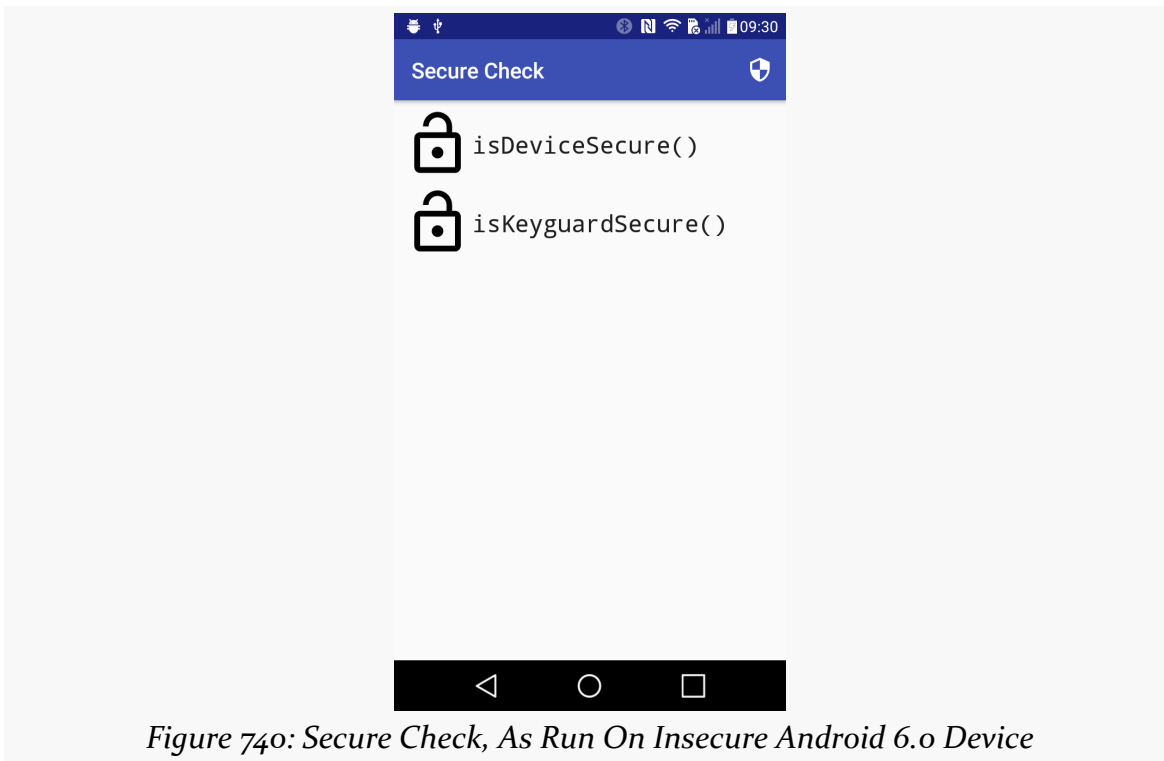 09:30
Secure Check
isDeviceSecure()
isKeyguardSecure()
Figure 740: Secure Check, As Run On Insecure Android 6.0 Device